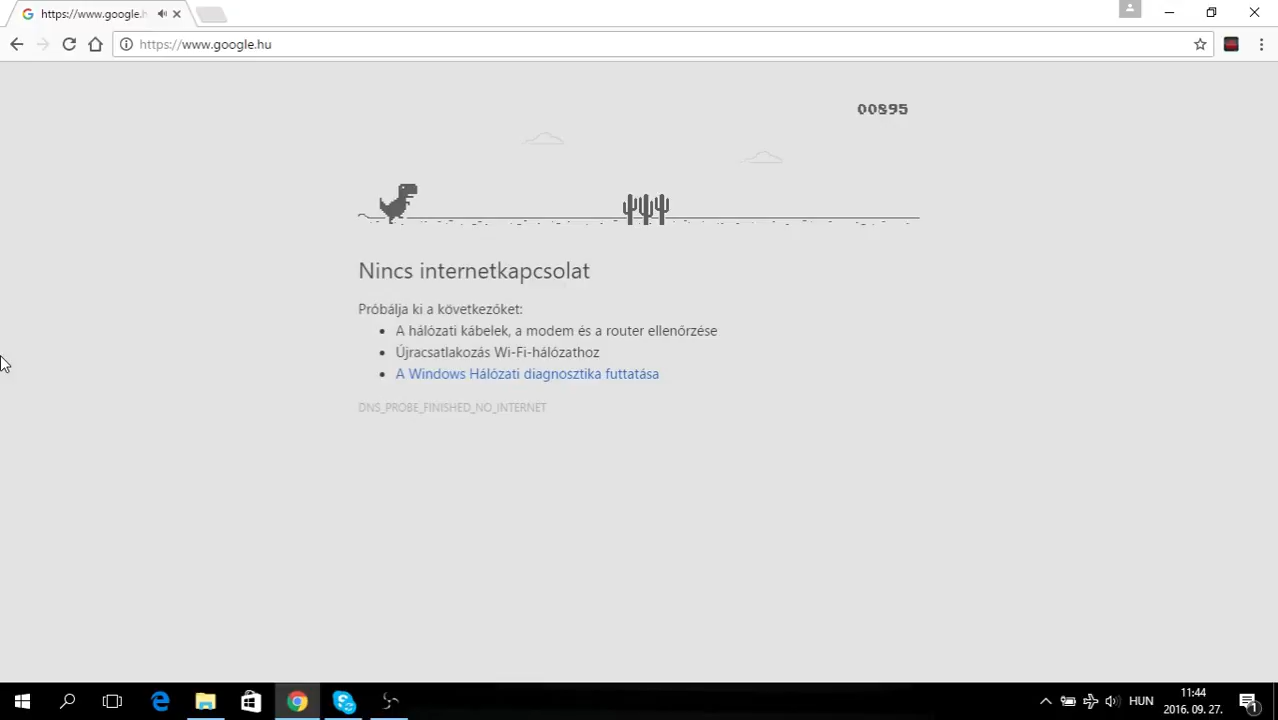 https://www.google.h
https://www.google.hu
00895
Nincs internetkapcsolat
Próbálja ki a következőket:
A hálózati kábelek, a modem és a router ellenőrzése
Újracsatlakozás Wi-Fi-hálózathoz
A Windows Hálózati diagnosztika futtatása
DNS_PROBE_FINISHED_NO_INTERNET
HUN
11:44
2016. 09. 27.
1